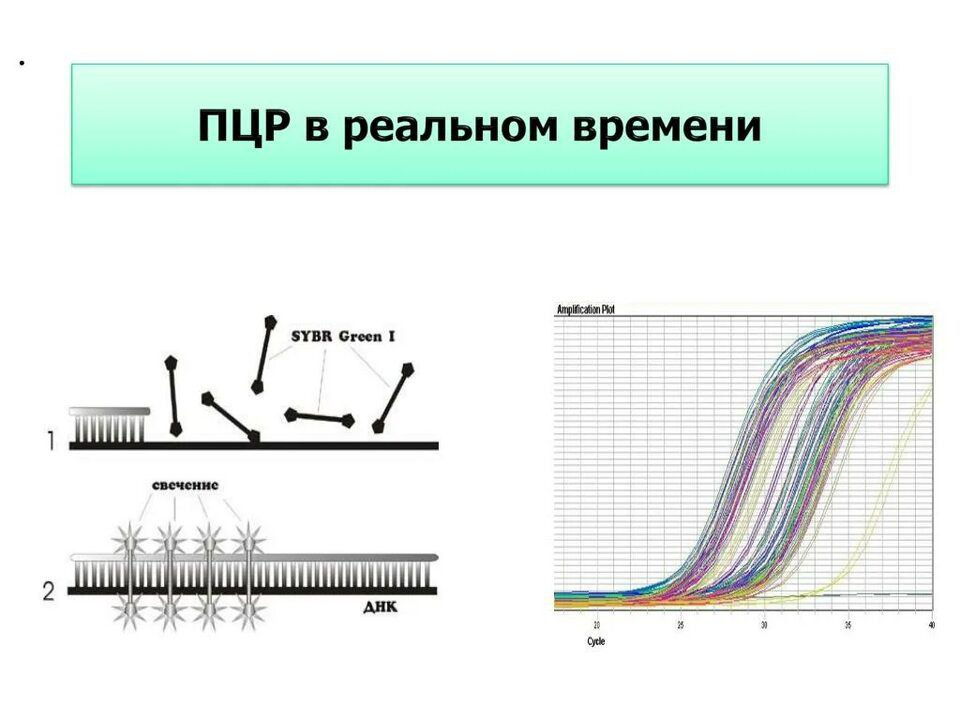 ПЦР в реальном времени
SYBR Green I
1
свечение
2
ДНК
Amplification Plot
20 25 30 35 40
Cycle